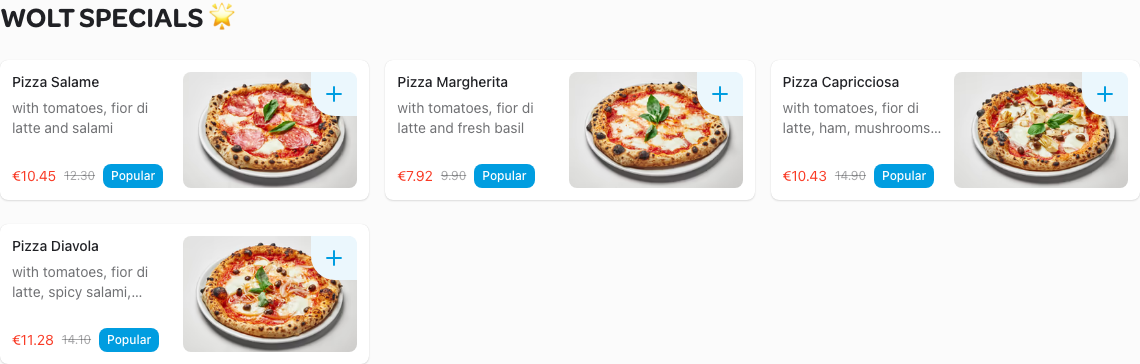 WOLT SPECIALS 🌟
Pizza Salame
with tomatoes, fior di
latte and salami
€10.45 12.30 Popular
Pizza Margherita
with tomatoes, fior di
latte and fresh basil
€7.92 9.90 Popular
Pizza Capricciosa
with tomatoes, fior di
latte, ham, mushrooms...
€10.43 14.90 Popular
Pizza Diavola
with tomatoes, fior di
latte, spicy salami,...
€11.28 14.10 Popular